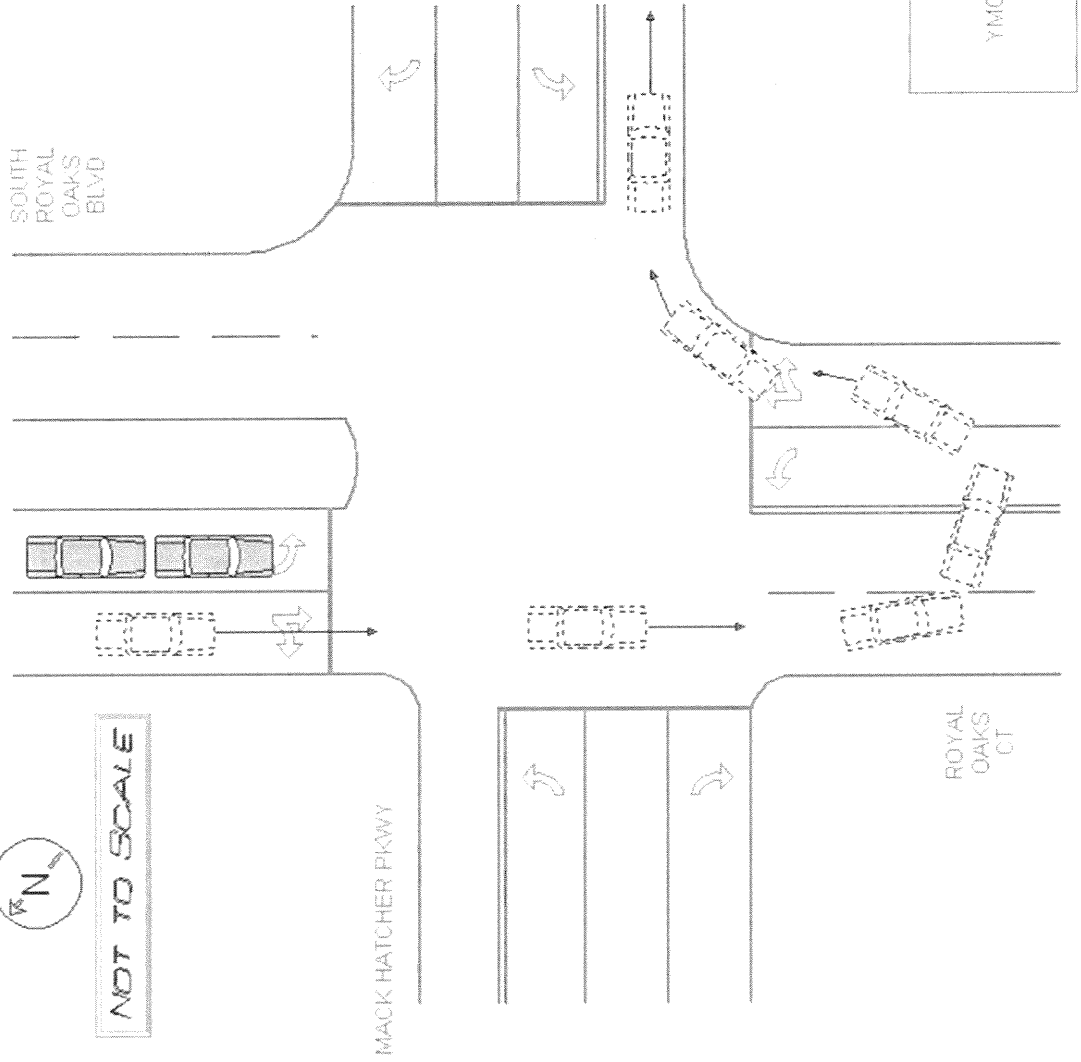 SOUTH
ROYAL
OAKS
BLVD
N
NOT TO SCALE
MACK HATCHER PKWY
ROYAL
OAKS
CT